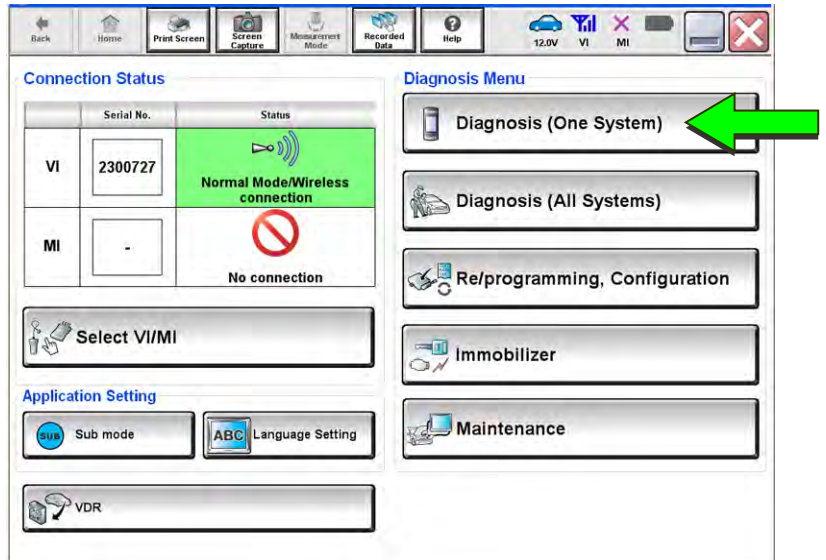 Back
Home
Print Screen
Screen
Capture
Measurement
Mode
Recorded
Data
Help
12.0V
VI
MI
Connection Status
Serial No.
Status
VI
2300727
Normal Mode/Wireless
connection
MI
-
No connection
Select VI/MI
Application Setting
SUB
Sub mode
ABC
Language Setting
VDR
Diagnosis Menu
Diagnosis (One System)
Diagnosis (All Systems)
Re/programming, Configuration
Immobilizer
Maintenance